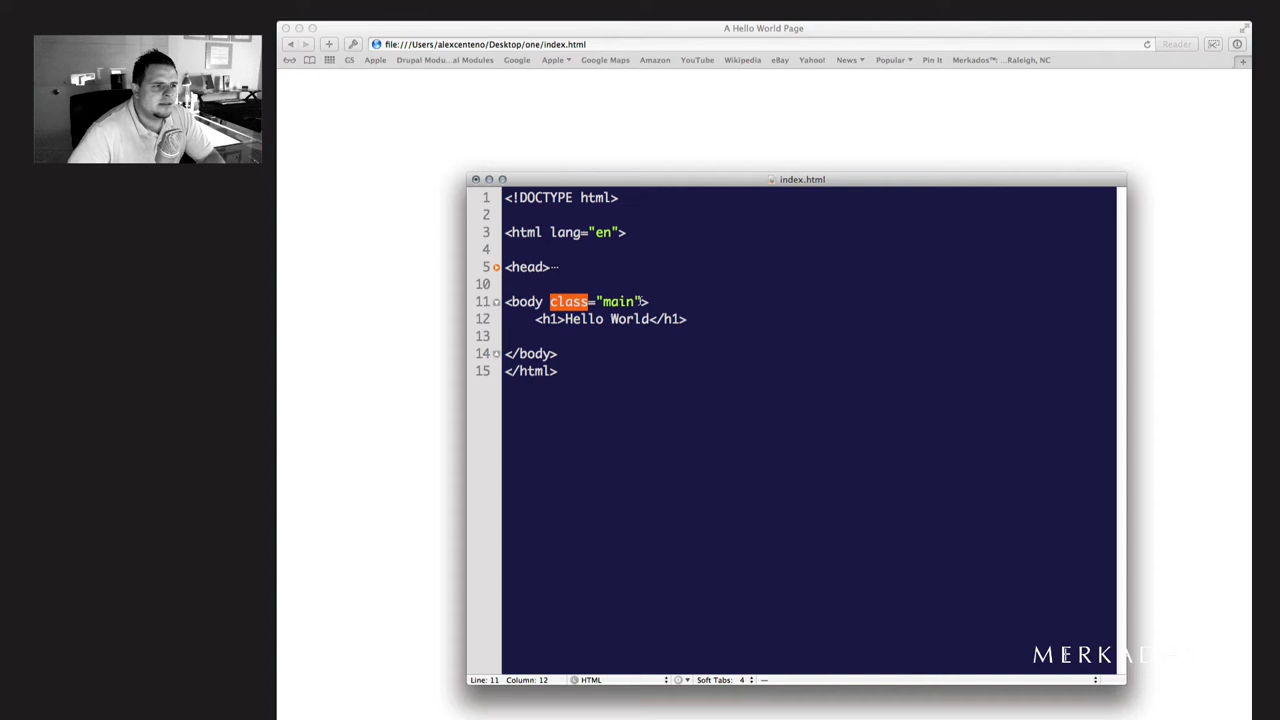 A Hello World Page
file:///Users/alexcenteno/Desktop/one/index.html
Reader
GS Apple Drupal Modu...al Modules Google Apple Google Maps Amazon YouTube Wikipedia eBay Yahoo! News Popular Pin It Merkados™: ...Raleigh, NC
index.html
1 <!DOCTYPE html>
2
3 <html lang="en">
4
5 <head>...
10
11 <body class="main">
12 <h1>Hello World</h1>
13
14 </body>
15 </html>
MERKAD
Line: 11 Column: 12 HTML Soft Tabs: 4 —